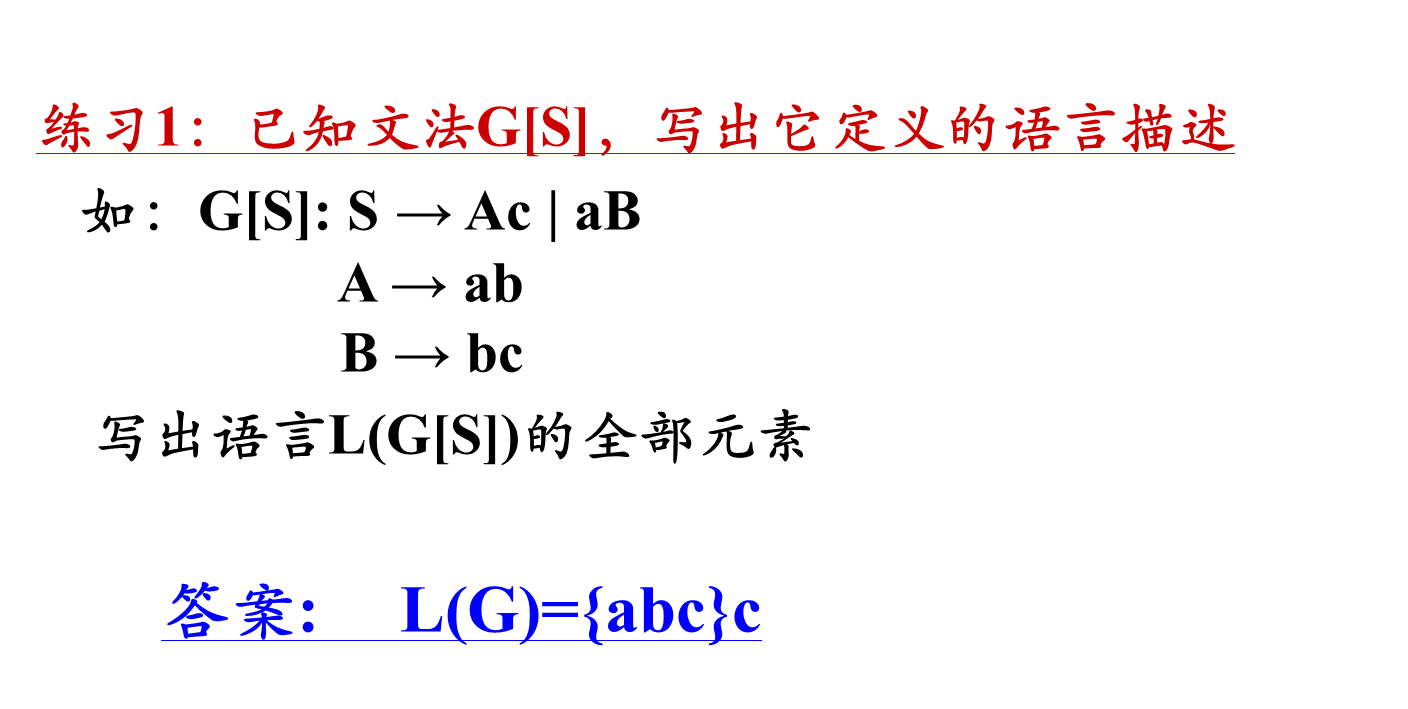 练习1：已知文法G[S]，写出它定义的语言描述
如：G[S]: S → Ac | aB
A → ab
B → bc
写出语言L(G[S])的全部元素
答案: L(G)={abc}c